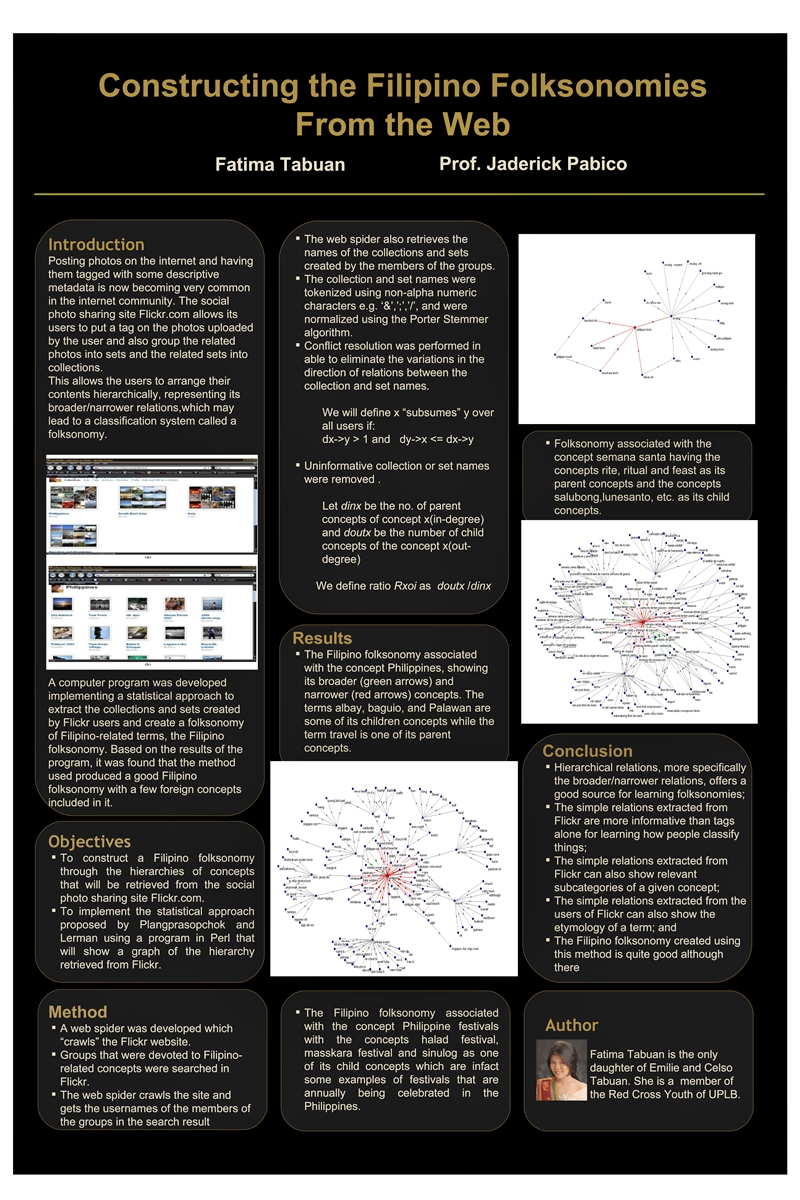 Constructing the Filipino Folksonomies
From the Web
Fatima Tabuan
Prof. Jaderick Pabico
Introduction
Posting photos on the internet and having
them tagged with some descriptive
metadata is now becoming very common
in the internet community. The social
photo sharing site Flickr.com allows its
users to put a tag on the photos uploaded
by the user and also group the related
photos into sets and the related sets into
collections.
This allows the users to arrange their
contents hierarchically, representing its
broader/narrower relations,which may
lead to a classification system called a
folksonomy.
Philippines
A computer program was developed
implementing a statistical approach to
extract the collections and sets created
by Flickr users and create a folksonomy
of Filipino-related terms, the Filipino
folksonomy. Based on the results of the
program, it was found that the method
used produced a good Filipino
folksonomy with a few foreign concepts
included in it.
Objectives
▪ To construct a Filipino folksonomy
through the hierarchies of concepts
that will be retrieved from the social
photo sharing site Flickr.com.
▪ To implement the statistical approach
proposed by Plangprasopchok and
Lerman using a program in Perl that
will show a graph of the hierarchy
retrieved from Flickr.
Method
▪ A web spider was developed which
“crawls” the Flickr website.
▪ Groups that were devoted to Filipino-
related concepts were searched in
Flickr.
▪ The web spider crawls the site and
gets the usernames of the members of
the groups in the search result
▪ The web spider also retrieves the
names of the collections and sets
created by the members of the groups.
▪ The collection and set names were
tokenized using non-alpha numeric
characters e.g. ‘&’,’;’,’/’, and were
normalized using the Porter Stemmer
algorithm.
▪ Conflict resolution was performed in
able to eliminate the variations in the
direction of relations between the
collection and set names.
We will define x “subsumes” y over
all users if:
dx->y > 1 and dy->x <= dx->y
▪ Uninformative collection or set names
were removed .
Let dinx be the no. of parent
concepts of concept x(in-degree)
and doutx be the number of child
concepts of the concept x(out-
degree)
We define ratio Rxoi as doutx /dinx
Results
▪ The Filipino folksonomy associated
with the concept Philippines, showing
its broader (green arrows) and
narrower (red arrows) concepts. The
terms albay, baguio, and Palawan are
some of its children concepts while the
term travel is one of its parent
concepts.
▪ The Filipino folksonomy associated
with the concept Philippine festivals
with the concepts halad festival,
masskara festival and sinulog as one
of its child concepts which are infact
some examples of festivals that are
annually being celebrated in the
Philippines.
▪ Folksonomy associated with the
concept semana santa having the
concepts rite, ritual and feast as its
parent concepts and the concepts
salubong,lunesanto, etc. as its child
concepts.
Conclusion
▪ Hierarchical relations, more specifically
the broader/narrower relations, offers a
good source for learning folksonomies;
▪ The simple relations extracted from
Flickr are more informative than tags
alone for learning how people classify
things;
▪ The simple relations extracted from
Flickr can also show relevant
subcategories of a given concept;
▪ The simple relations extracted from the
users of Flickr can also show the
etymology of a term; and
▪ The Filipino folksonomy created using
this method is quite good although
there
Author
Fatima Tabuan is the only
daughter of Emilie and Celso
Tabuan. She is a member of
the Red Cross Youth of UPLB.